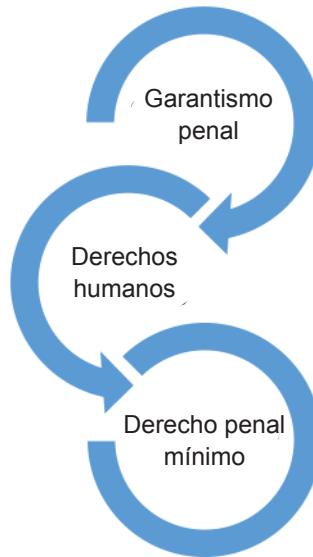 Garantismo
penal
Derechos
humanos
Derecho penal
mínimo